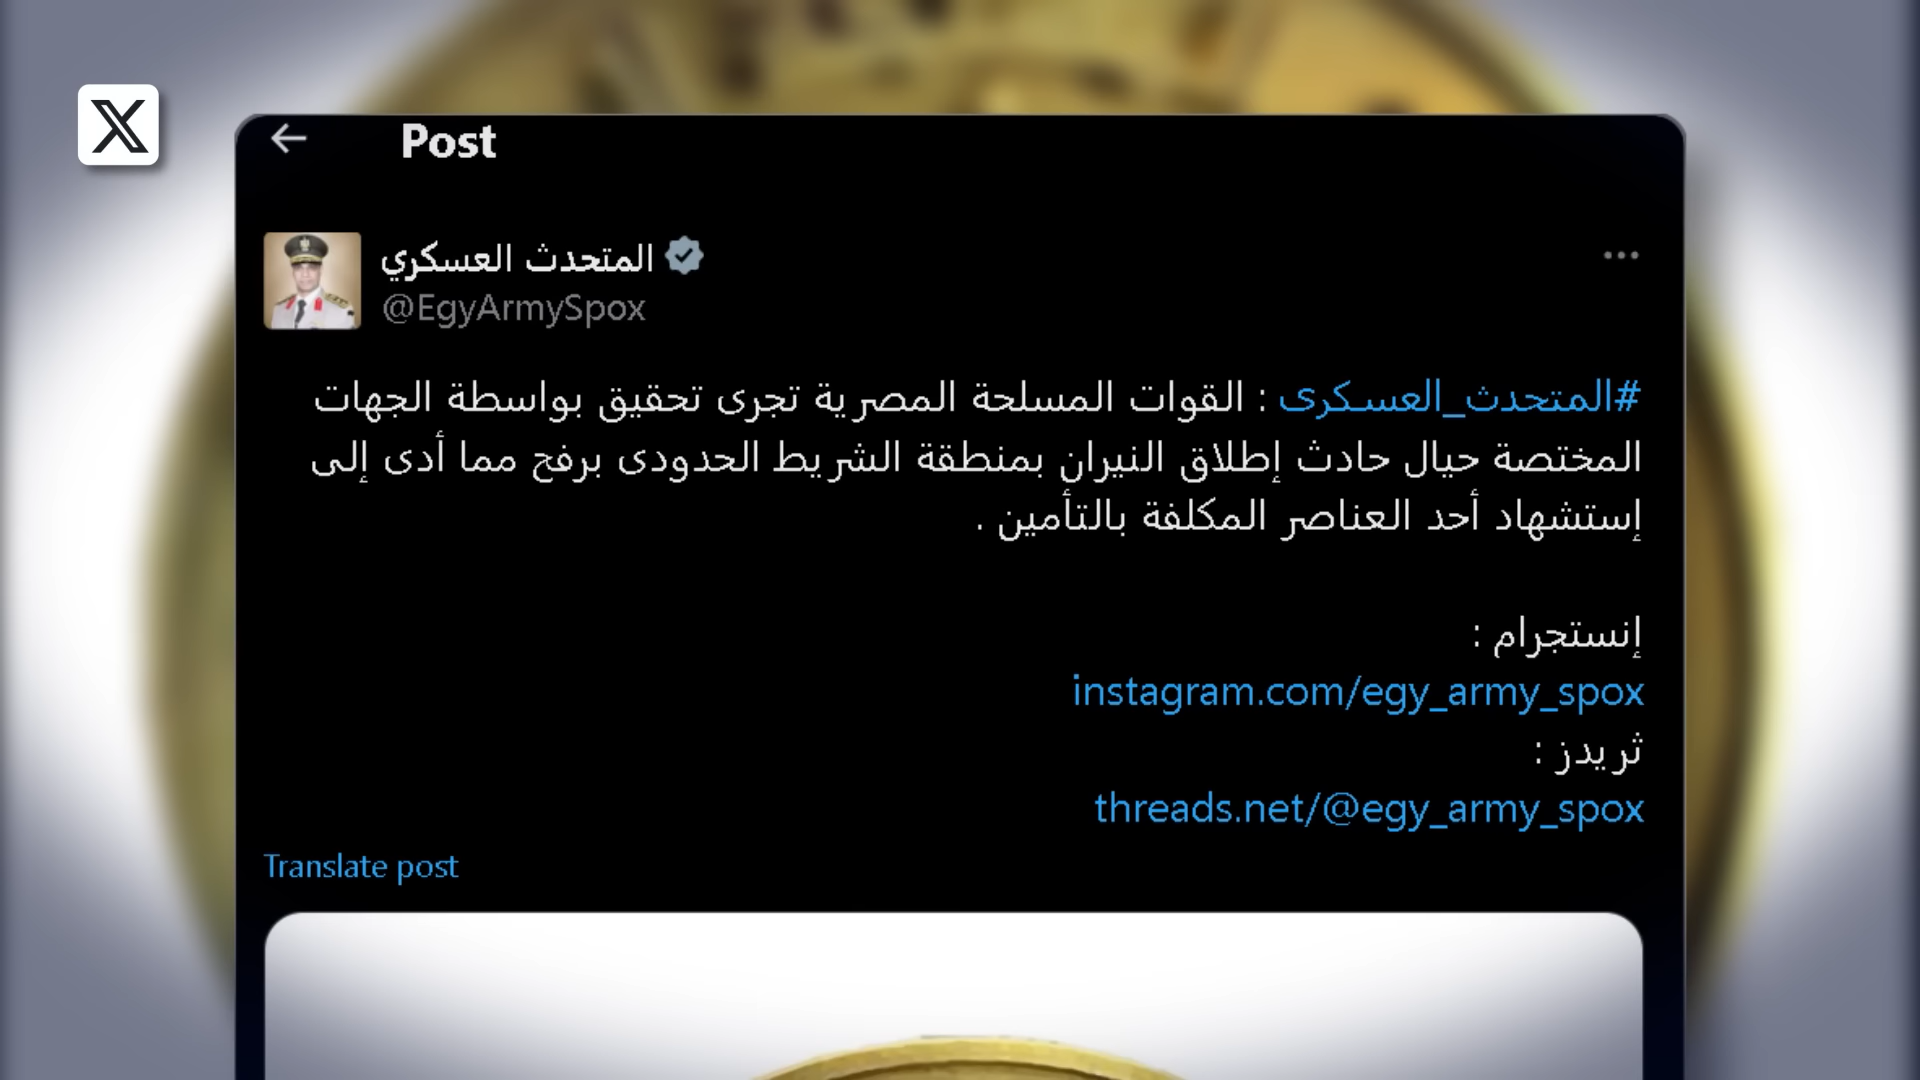 Post
المتحدث العسكري
@EgyArmySpox
#المتحدث_العسكرى : القوات المسلحة المصرية تجرى تحقيق بواسطة الجهات
المختصة حيال حادث إطلاق النيران بمنطقة الشريط الحدودى برفح مما أدى إلى
إستشهاد أحد العناصر المكلفة بالتأمين .
إنستجرام :
instagram.com/egy_army_spox
ثريدز :
threads.net/@egy_army_spox
Translate post